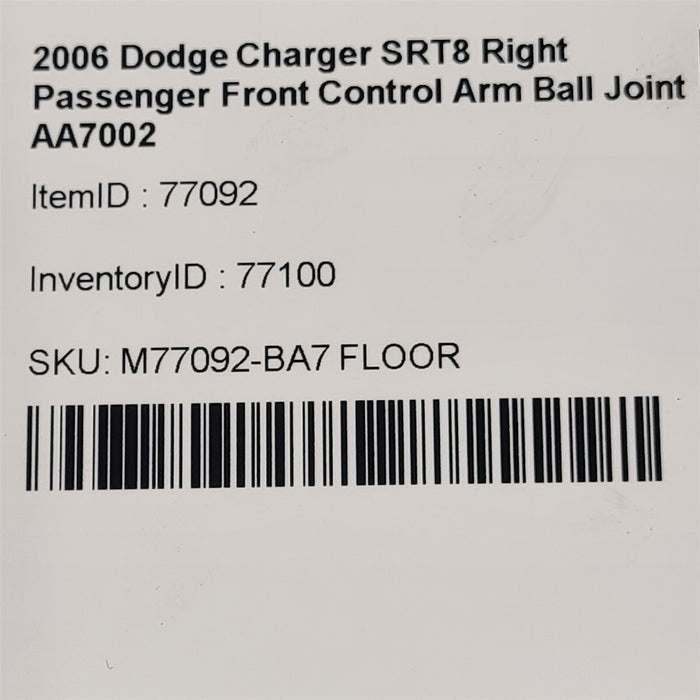 2006 Dodge Charger SRT8 Right
Passenger Front Control Arm Ball Joint
AA7002
ItemID : 77092
InventoryID : 77100
SKU: M77092-BA7 FLOOR